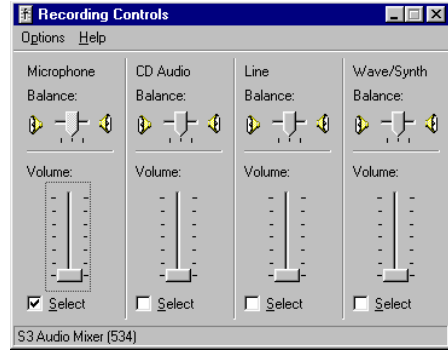 Recording Controls
Options Help
Microphone CD Audio Line Wave/Synth
Balance: Balance: Balance: Balance:
Volume: Volume: Volume: Volume:
Select Select Select Select
S3 Audio Mixer (534)